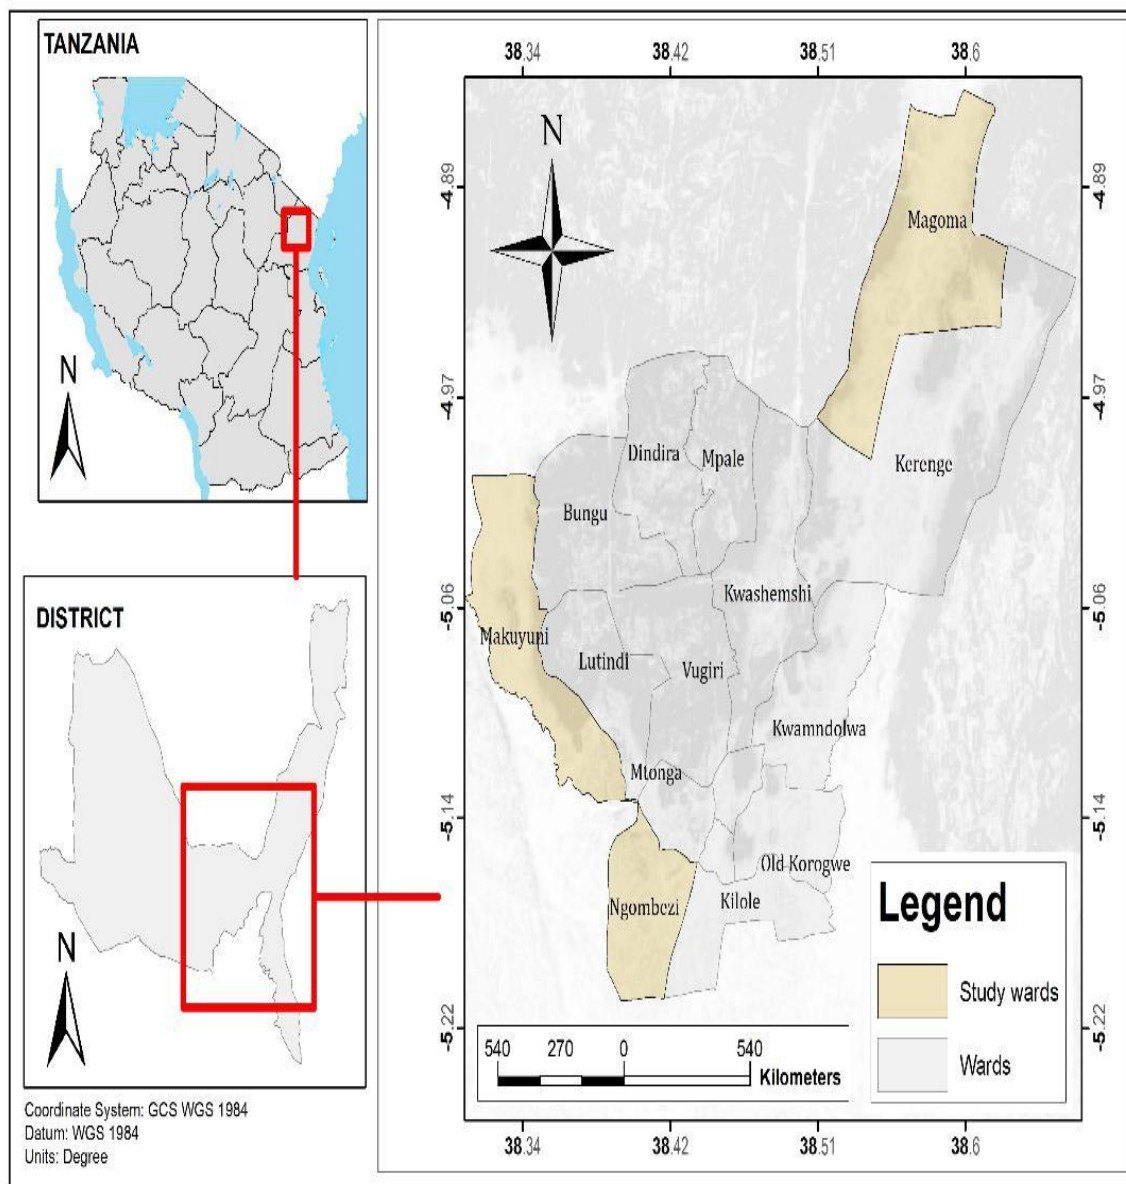 TANZANIA
N
DISTRICT
N
Coordinate System: GCS WGS 1984
Datum: WGS 1984
Units: Degree
38.34 38.42 38.51 38.6
-4.89 -4.89
-4.97 -4.97
-5.06 -5.06
-5.14 -5.14
-5.22 -5.22
N
Magoma
Dindira
Mpale
Kerenge
Bungu
Kwashemshi
Makuyuni
Lutindi
Vugiri
Kwamndolwa
Mtonga
Old Korogwe
Ngombezi
Kilole
Legend
Study wards
Wards
540 270 0 540
Kilometers
38.34 38.42 38.51 38.6